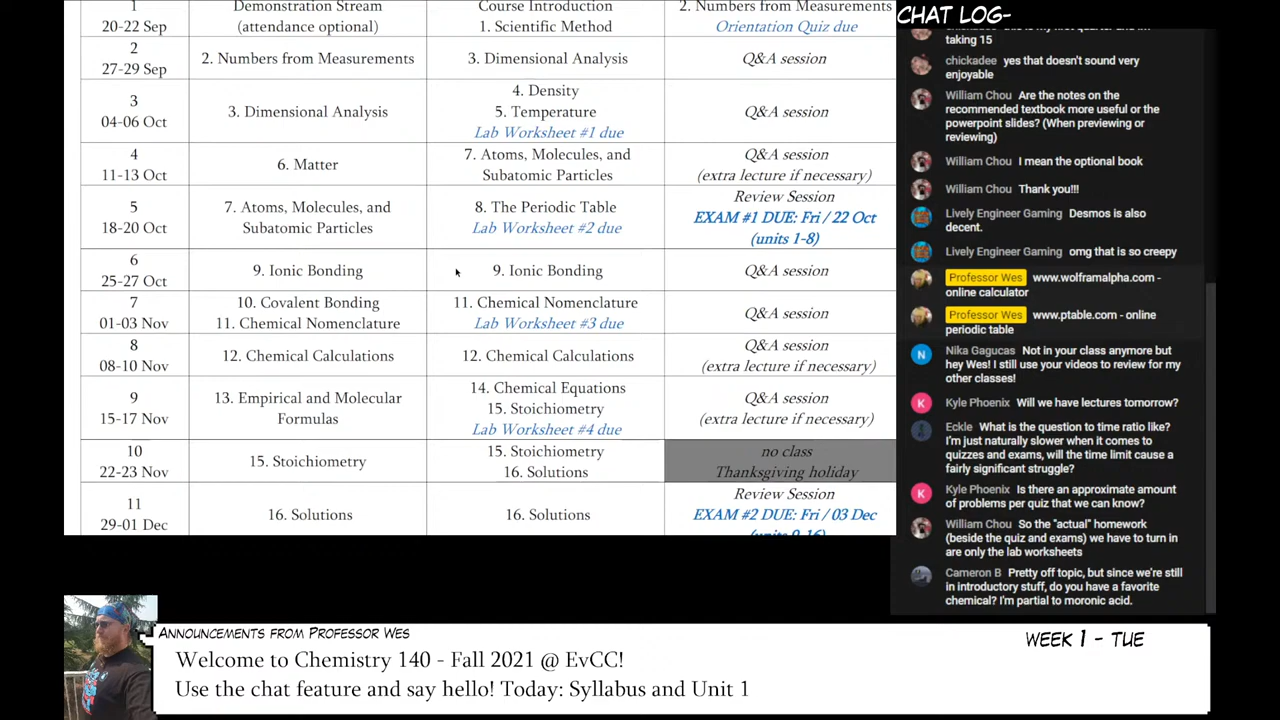 1
20-22 Sep
Demonstration Stream
(attendance optional)
Course Introduction
1. Scientific Method
2. Numbers from Measurements
Orientation Quiz due
2
27-29 Sep
2. Numbers from Measurements
3. Dimensional Analysis
Q&A session
3
04-06 Oct
3. Dimensional Analysis
4. Density
5. Temperature
Lab Worksheet #1 due
Q&A session
4
11-13 Oct
6. Matter
7. Atoms, Molecules, and
Subatomic Particles
Q&A session
(extra lecture if necessary)
5
18-20 Oct
7. Atoms, Molecules, and
Subatomic Particles
8. The Periodic Table
Lab Worksheet #2 due
Review Session
EXAM #1 DUE: Fri / 22 Oct
(units 1-8)
6
25-27 Oct
9. Ionic Bonding
9. Ionic Bonding
Q&A session
7
01-03 Nov
10. Covalent Bonding
11. Chemical Nomenclature
11. Chemical Nomenclature
Lab Worksheet #3 due
Q&A session
8
08-10 Nov
12. Chemical Calculations
12. Chemical Calculations
Q&A session
(extra lecture if necessary)
9
15-17 Nov
13. Empirical and Molecular
Formulas
14. Chemical Equations
15. Stoichiometry
Lab Worksheet #4 due
Q&A session
(extra lecture if necessary)
10
22-23 Nov
15. Stoichiometry
15. Stoichiometry
16. Solutions
no class
Thanksgiving holiday
11
29-01 Dec
16. Solutions
16. Solutions
Review Session
EXAM #2 DUE: Fri / 03 Dec
(units 9-16)
CHAT LOG-
taking 15
chickadee yes that doesn't sound very
enjoyable
William Chou Are the notes on the
recommended textbook more useful or the
powerpoint slides? (When previewing or
reviewing)
William Chou I mean the optional book
William Chou Thank you!!!
Lively Engineer Gaming Desmos is also
decent.
Lively Engineer Gaming omg that is so creepy
Professor Wes www.wolframalpha.com -
online calculator
Professor Wes www.ptable.com - online
periodic table
N
Nika Gagucas Not in your class anymore but
hey Wes! I still use your videos to review for my
other classes!
K
Kyle Phoenix Will we have lectures tomorrow?
Eckle What is the question to time ratio like?
I'm just naturally slower when it comes to
quizzes and exams, will the time limit cause a
fairly significant struggle?
K
Kyle Phoenix Is there an approximate amount
of problems per quiz that we can know?
William Chou So the "actual" homework
(beside the quiz and exams) we have to turn in
are only the lab worksheets
Cameron B Pretty off topic, but since we're still
in introductory stuff, do you have a favorite
chemical? I'm partial to moronic acid.
ANNOUNCEMENTS FROM PROFESSOR WES
WEEK 1 - TUE
Welcome to Chemistry 140 - Fall 2021 @ EvCC!
Use the chat feature and say hello! Today: Syllabus and Unit 1